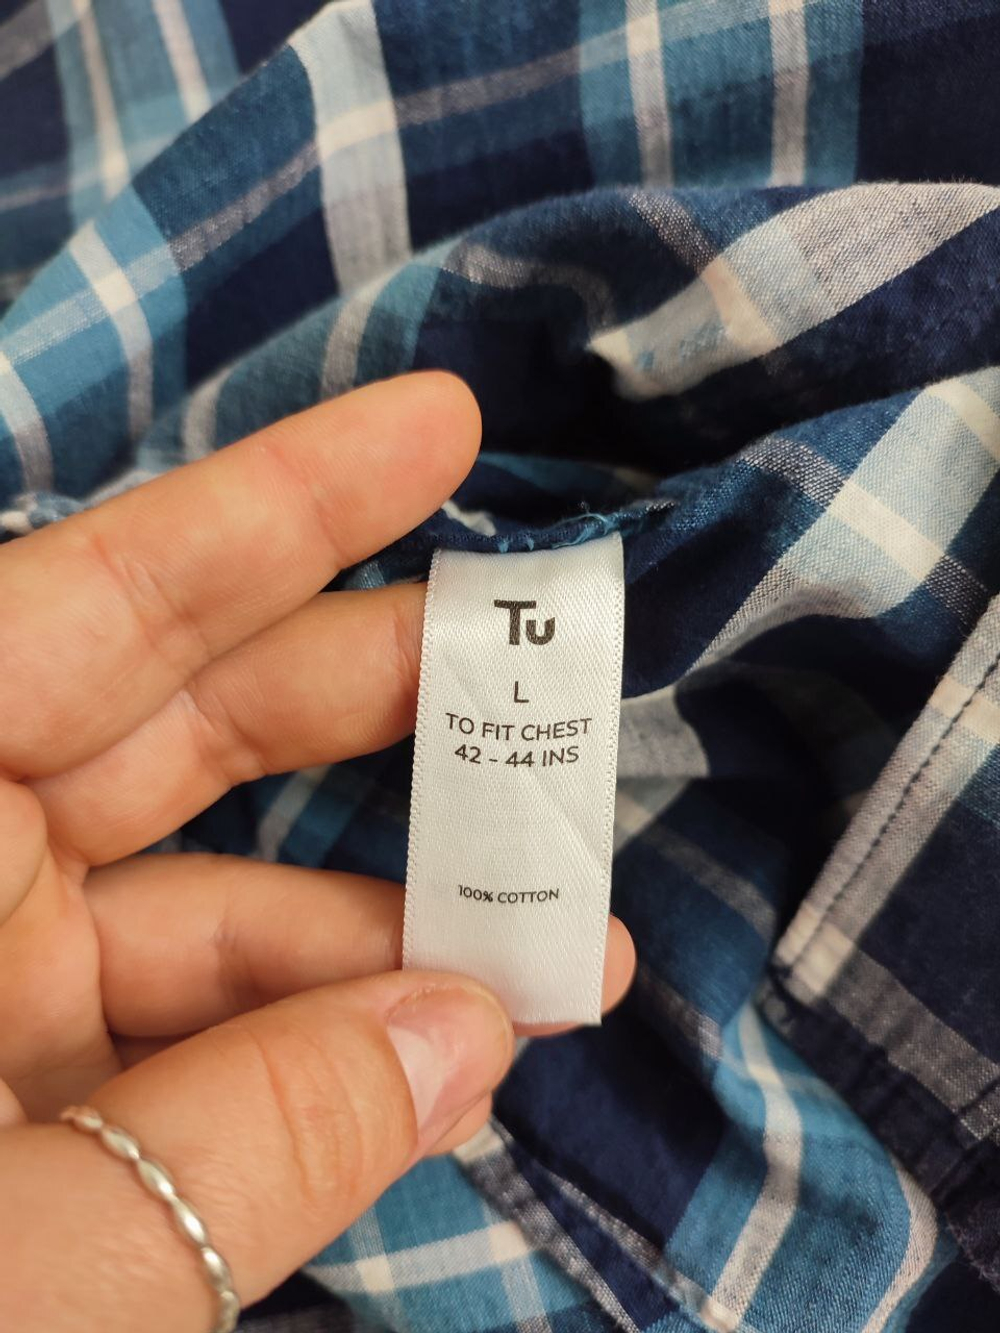 Tu
L
TO FIT CHEST
42 - 44 INS
100% COTTON